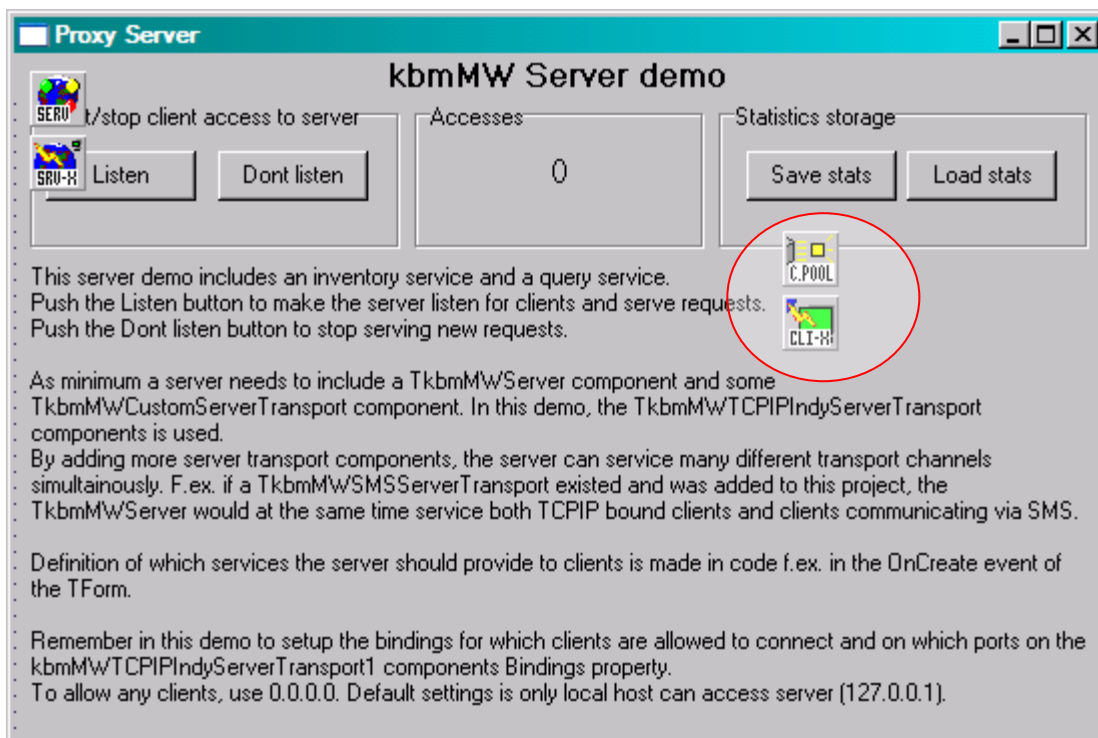 Proxy Server
kbmMW Server demo
SERV
t/stop client access to server
Accesses
Statistics storage
SRV-X
Listen
Dont listen
0
Save stats
Load stats
C.POOL
This server demo includes an inventory service and a query service.
Push the Listen button to make the server listen for clients and serve requests.
Push the Dont listen button to stop serving new requests.
CLI-X
As minimum a server needs to include a TkbmMWServer component and some
TkbmMWCustomServerTransport component. In this demo, the TkbmMWTCPIPIndyServerTransport
components is used.
By adding more server transport components, the server can service many different transport channels
simultainously. F.ex. if a TkbmMWSMSServerTransport existed and was added to this project, the
TkbmMWServer would at the same time service both TCPIP bound clients and clients communicating via SMS.
Definition of which services the server should provide to clients is made in code f.ex. in the OnCreate event of
the TForm.
Remember in this demo to setup the bindings for which clients are allowed to connect and on which ports on the
kbmMWTCPIPIndyServerTransport1 components Bindings property.
To allow any clients, use 0.0.0.0. Default settings is only local host can access server (127.0.0.1).